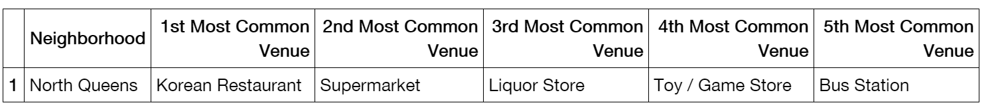 Neighborhood 1st Most Common Venue 2nd Most Common Venue 3rd Most Common Venue 4th Most Common Venue 5th Most Common Venue
1 North Queens Korean Restaurant Supermarket Liquor Store Toy / Game Store Bus Station